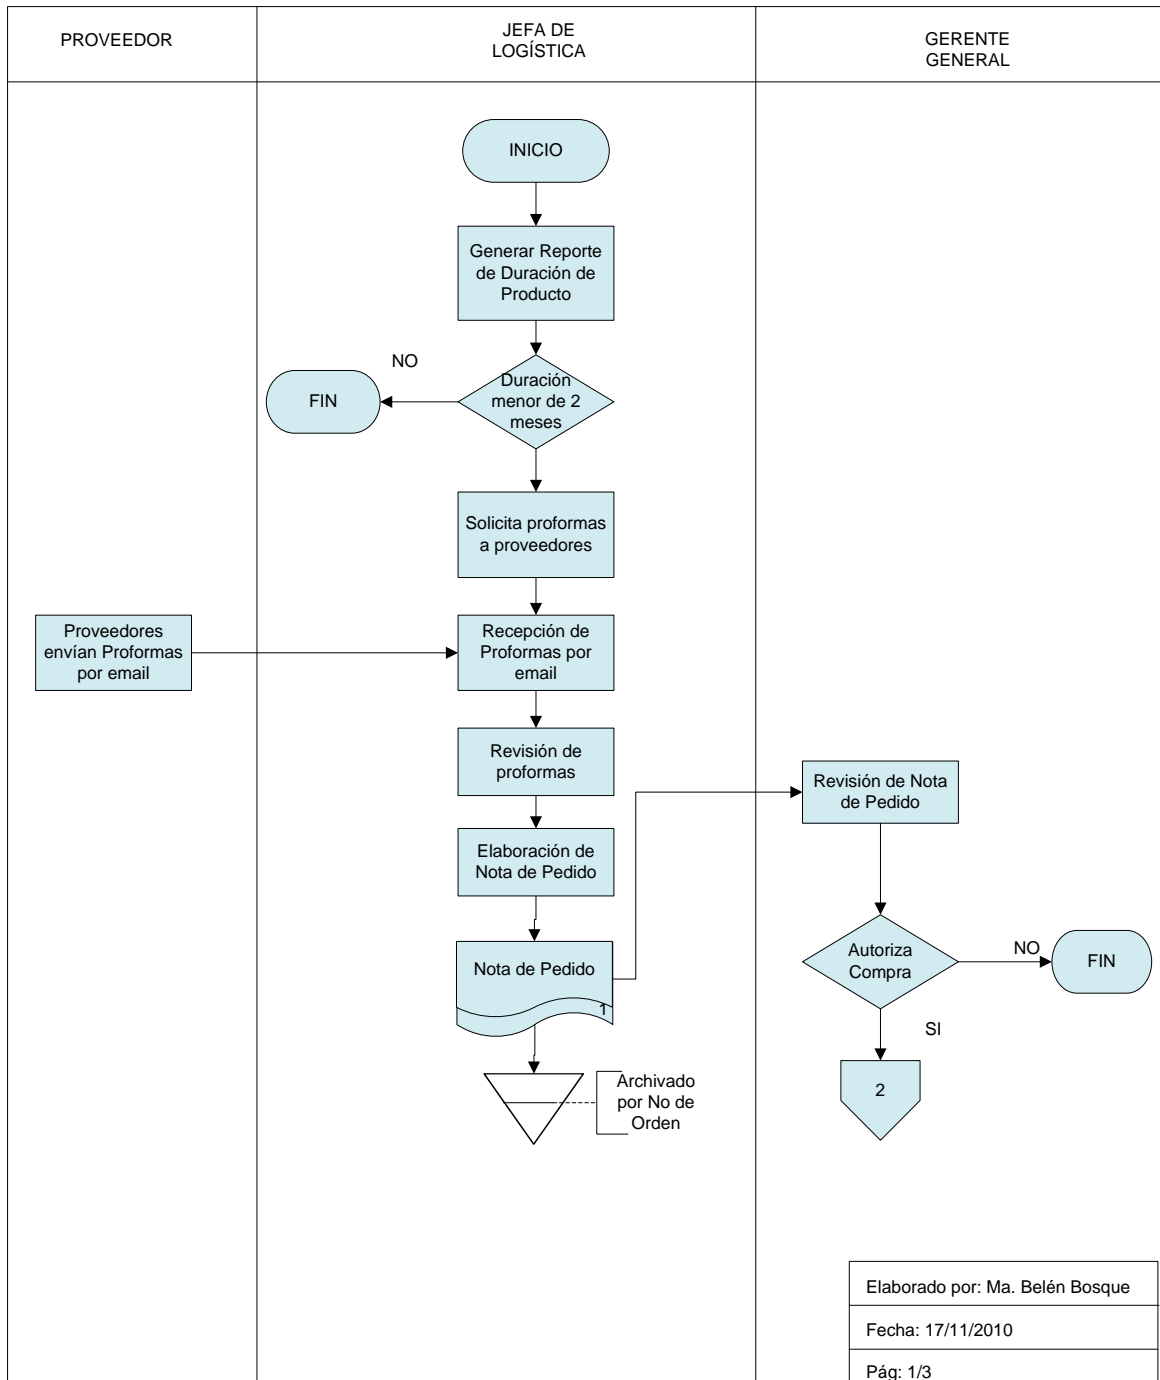 PROVEEDOR
JEFA DE
LOGÍSTICA
GERENTE
GENERAL
INICIO
Generar Reporte
de Duración de
Producto
NO
FIN
Duración
menor de 2
meses
Solicita proformas
a proveedores
Proveedores
envían Proformas
por email
Recepción de
Proformas por
email
Revisión de
proformas
Revisión de Nota
de Pedido
Elaboración de
Nota de Pedido
Nota de Pedido
1
Autoriza
Compra
NO
FIN
SI
2
Archivado
por No de
Orden
Elaborado por: Ma. Belén Bosque
Fecha: 17/11/2010
Pág: 1/3